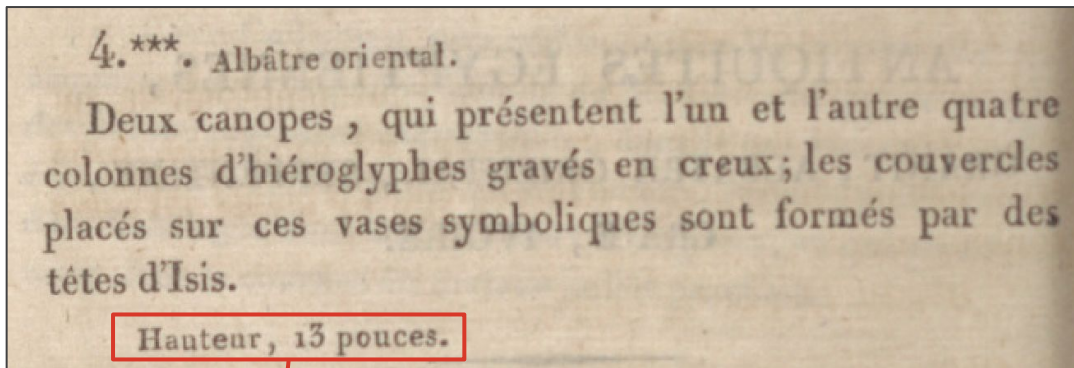 4.***. Albâtre oriental.
Deux canopes, qui présentent l'un et l'autre quatre
colonnes d'hiéroglyphes gravés en creux; les couvercles
placés sur ces vases symboliques sont formés par des
têtes d'Isis.
Hauteur, 13 pouces.